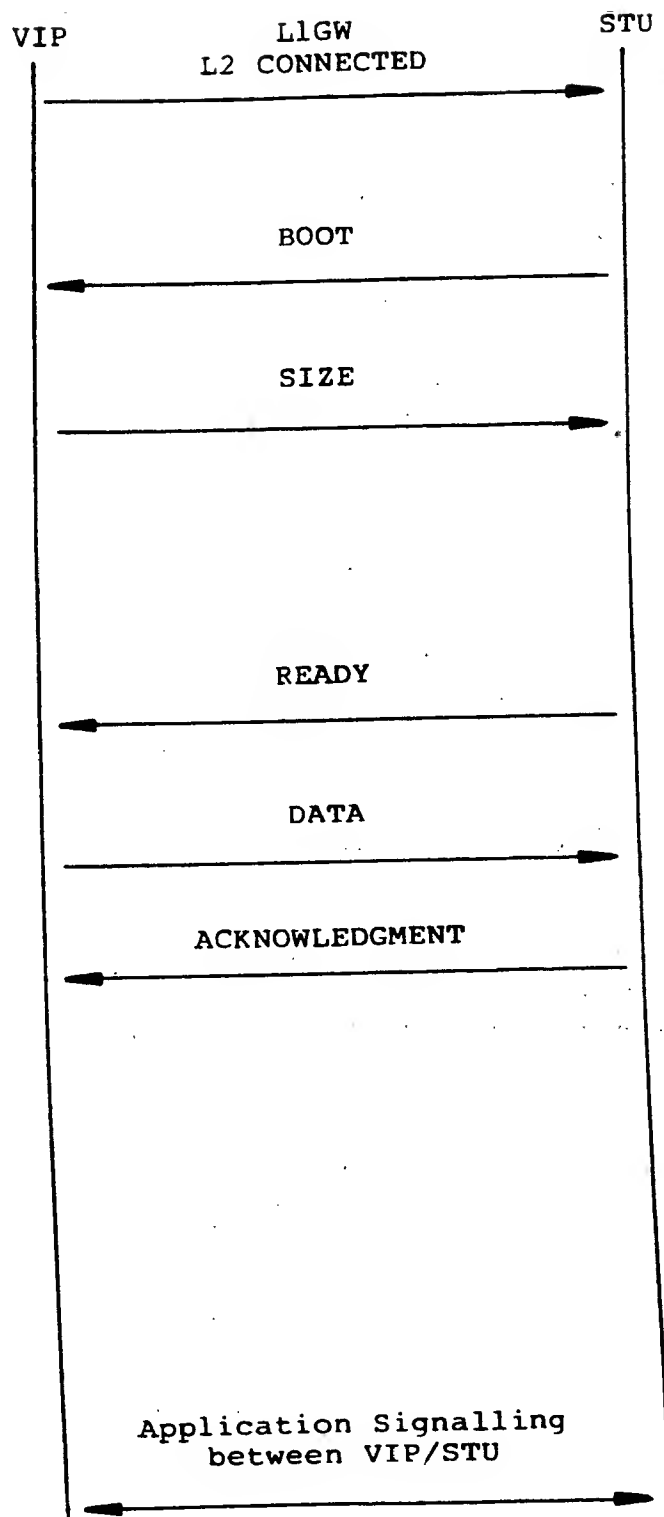 VIP L1GW STU
L2 CONNECTED
BOOT
SIZE
READY
DATA
ACKNOWLEDGMENT
Application Signalling
between VIP/STU